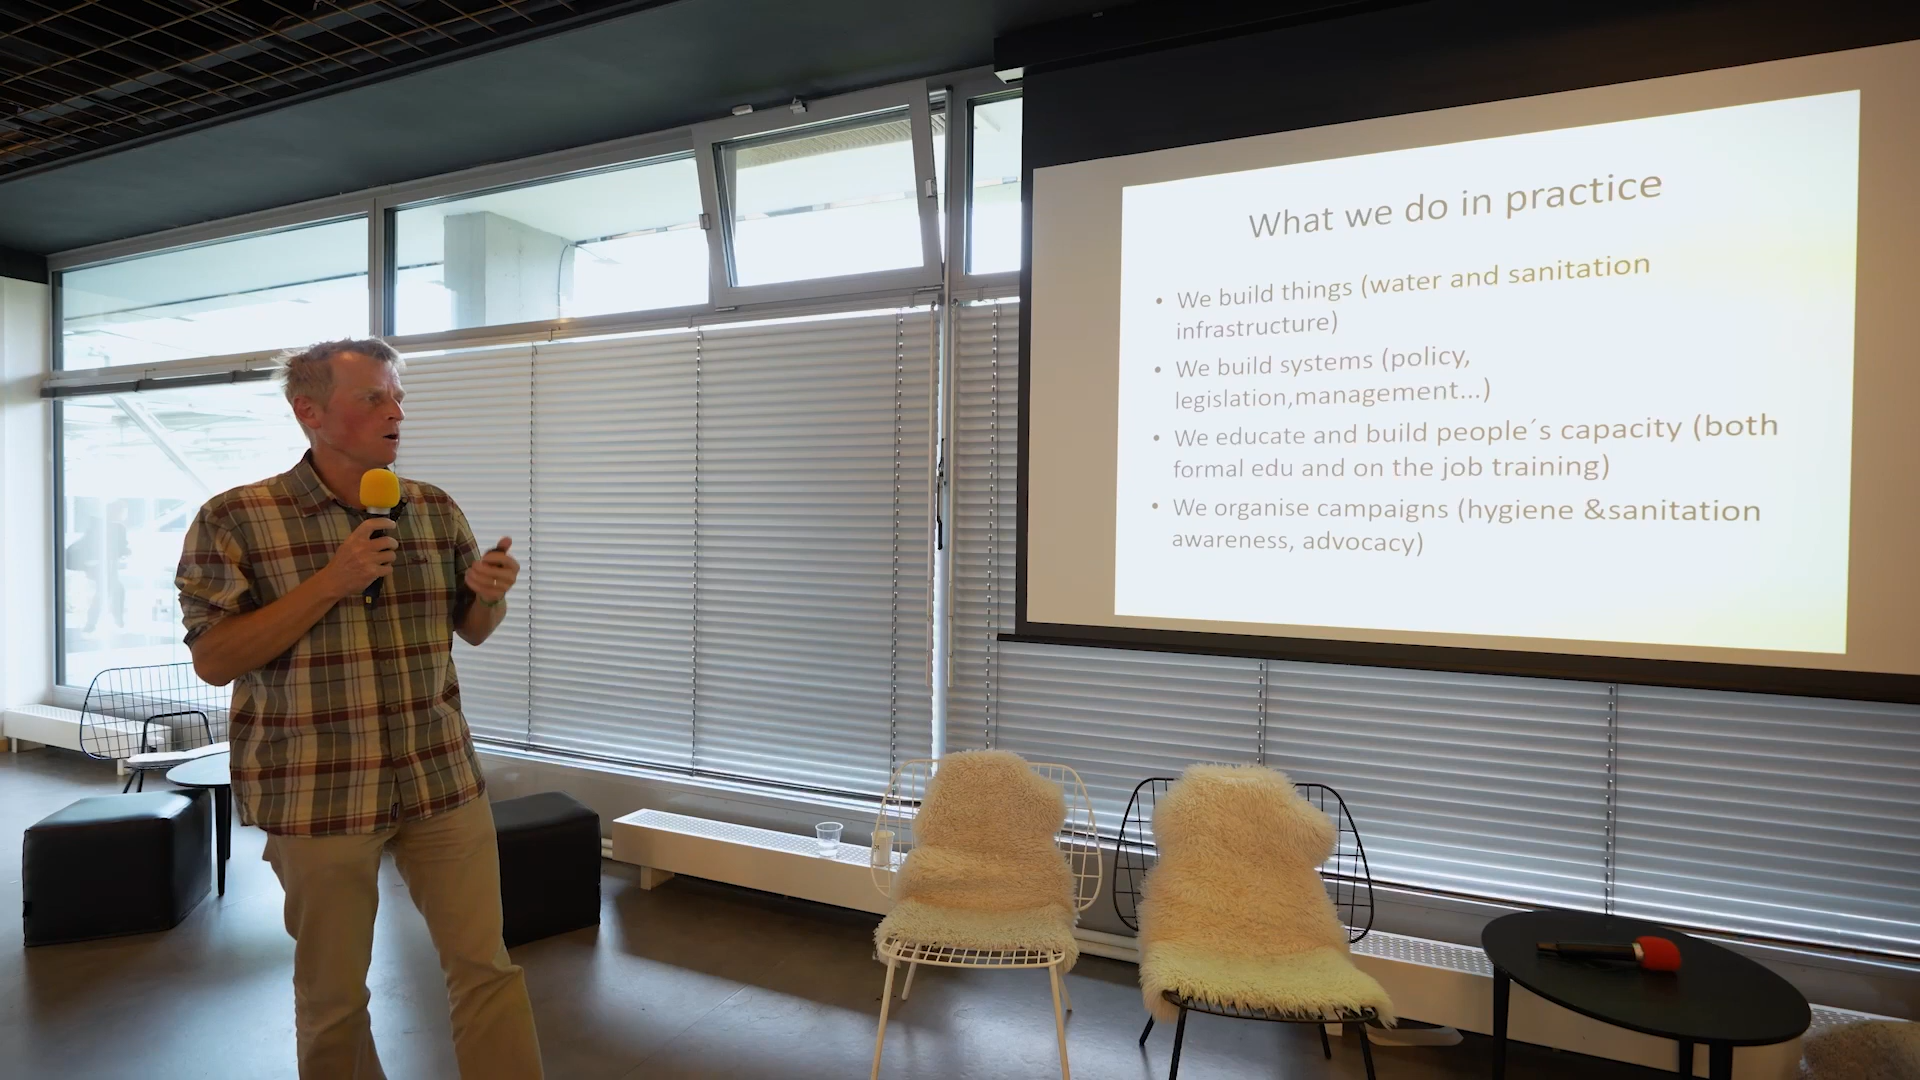 What we do in practice
• We build things (water and sanitation
infrastructure)
• We build systems (policy,
legislation,management...)
• We educate and build people´s capacity (both
formal edu and on the job training)
• We organise campaigns (hygiene &sanitation
awareness, advocacy)